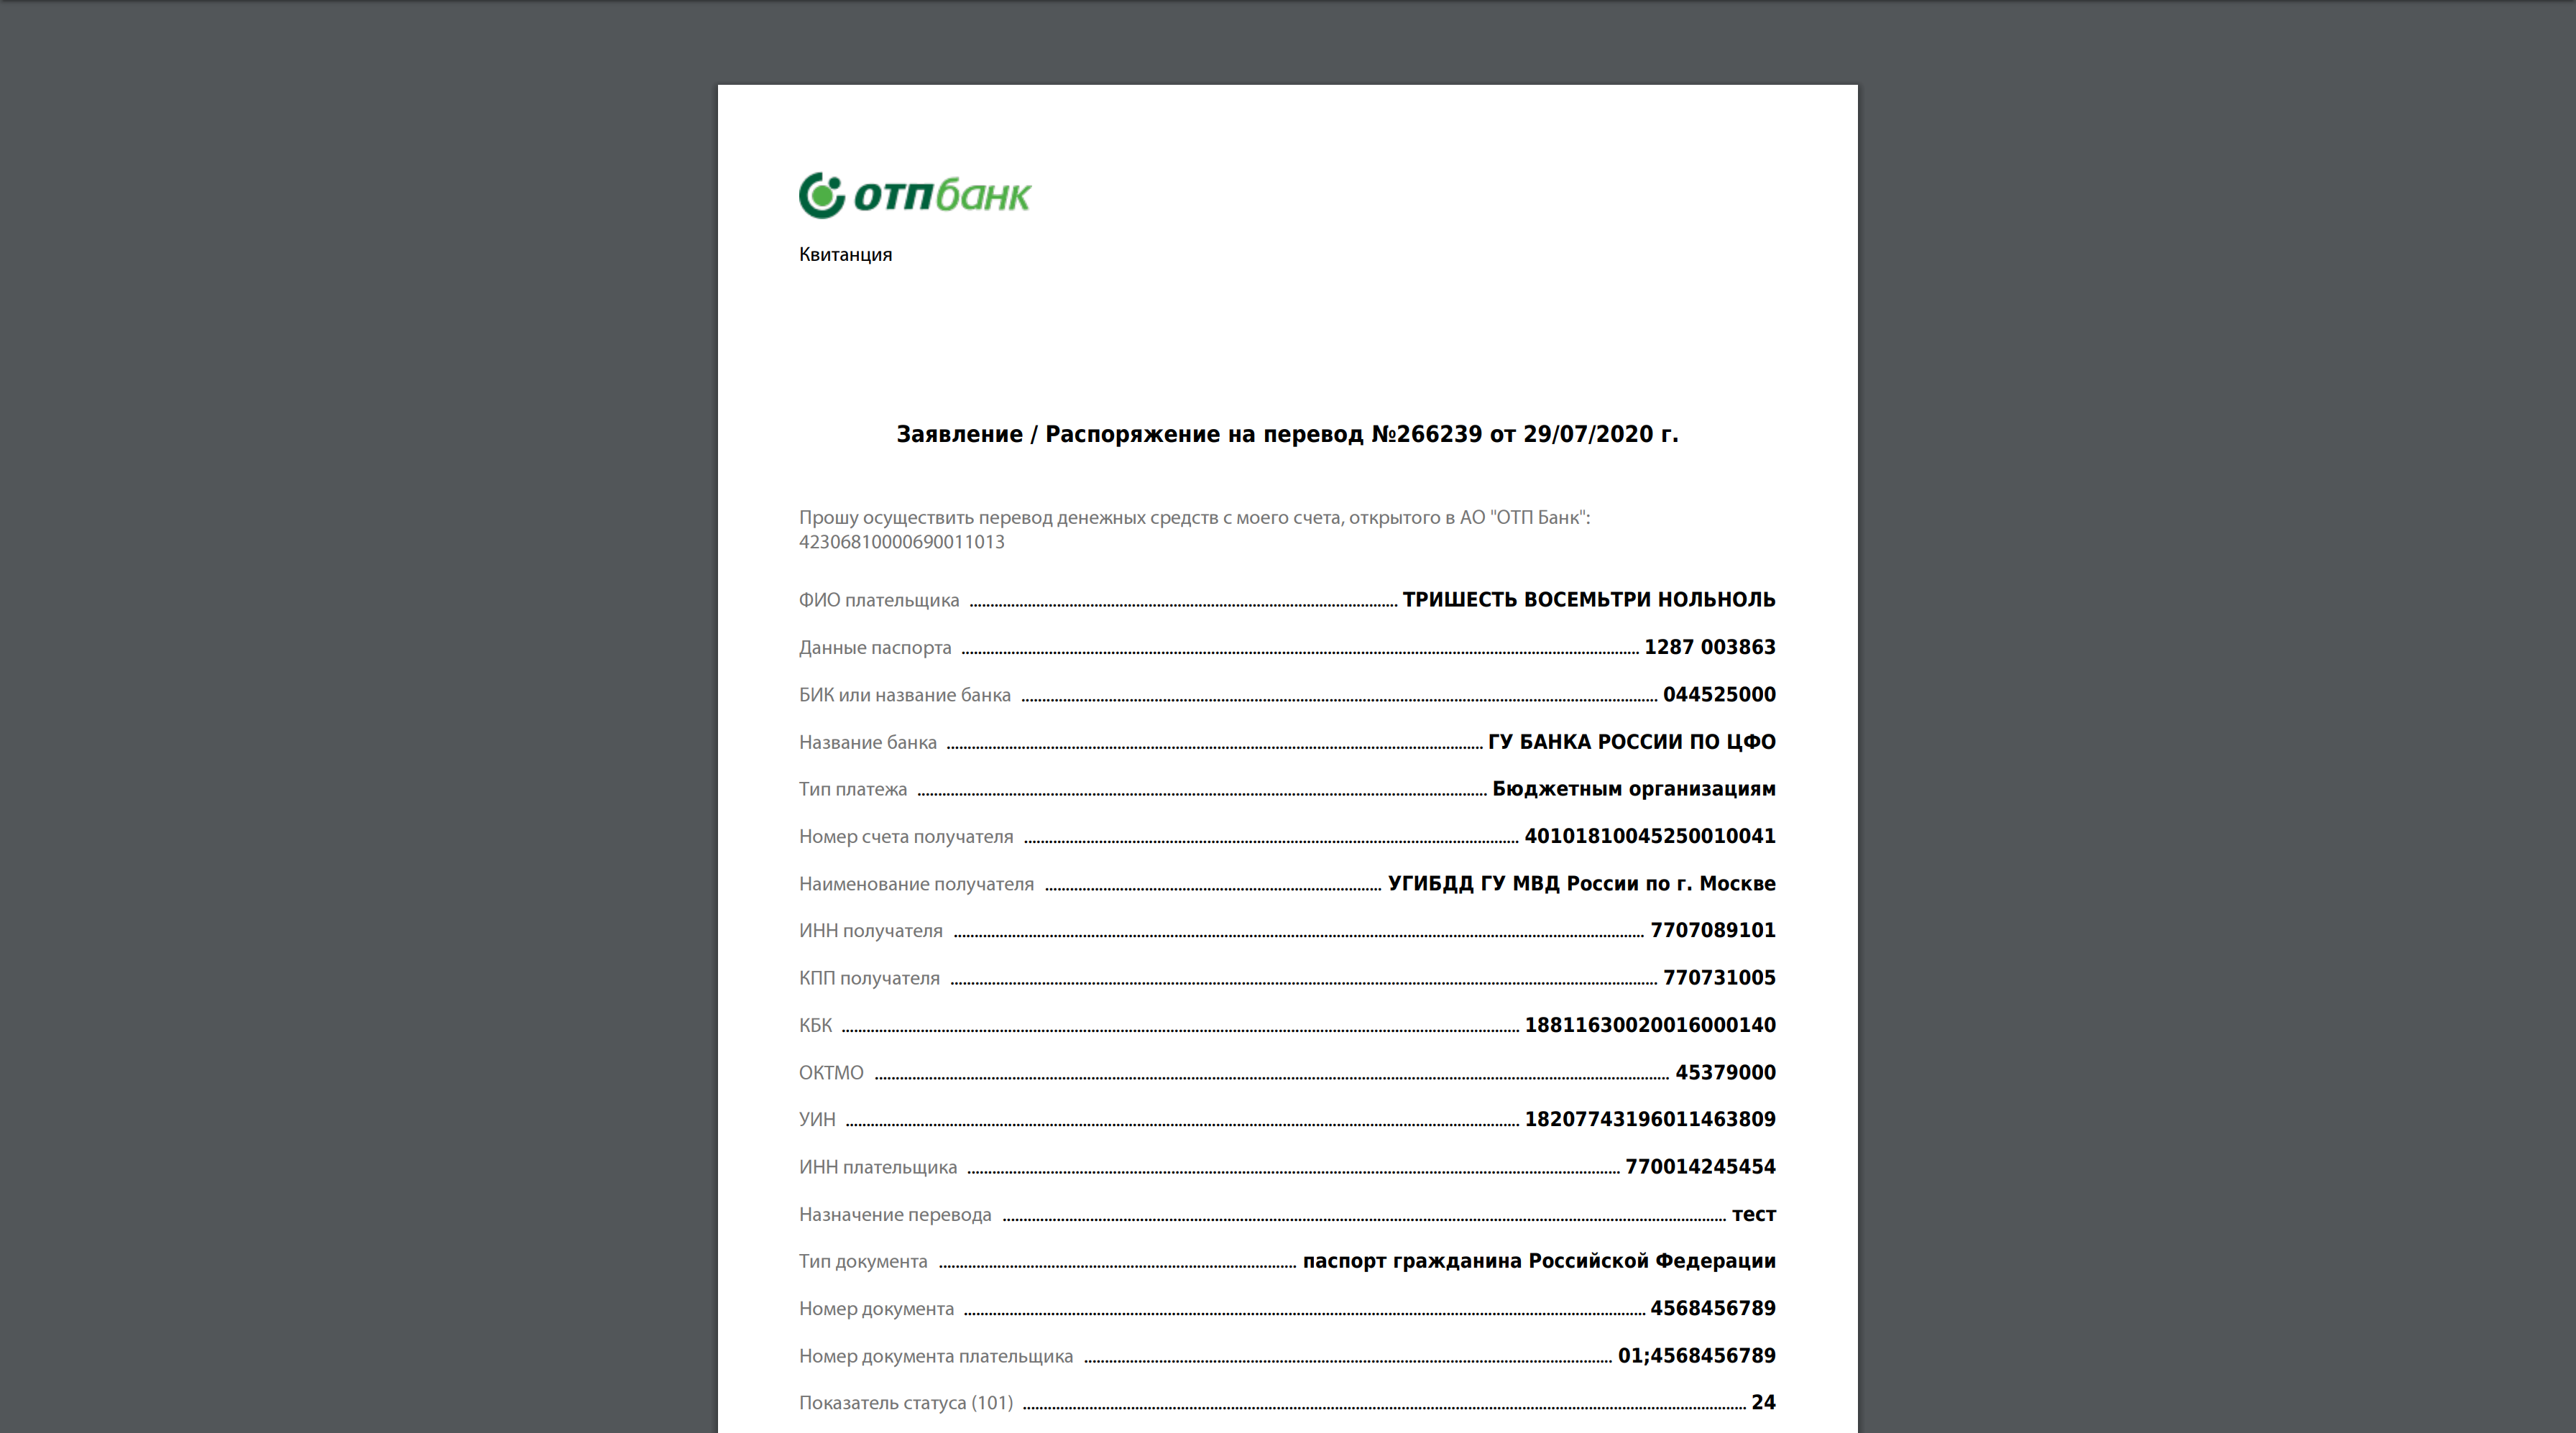 отпбанк
Квитанция
Заявление / Распоряжение на перевод №266239 от 29/07/2020 г.
Прошу осуществить перевод денежных средств с моего счета, открытого в АО "ОТП Банк":
42306810000690011013
ФИО плательщика ТРИШЕСТЬ ВОСЕМЬТРИ НОЛЬНОЛЬ
Данные паспорта 1287 003863
БИК или название банка 044525000
Название банка ГУ БАНКА РОССИИ ПО ЦФО
Тип платежа Бюджетным организациям
Номер счета получателя 40101810045250010041
Наименование получателя УГИБДД ГУ МВД России по г. Москве
ИНН получателя 7707089101
КПП получателя 770731005
КБК 18811630020016000140
ОКТМО 45379000
УИН 18207743196011463809
ИНН плательщика 770014245454
Назначение перевода тест
Тип документа паспорт гражданина Российской Федерации
Номер документа 4568456789
Номер документа плательщика 01;4568456789
Показатель статуса (101) 24